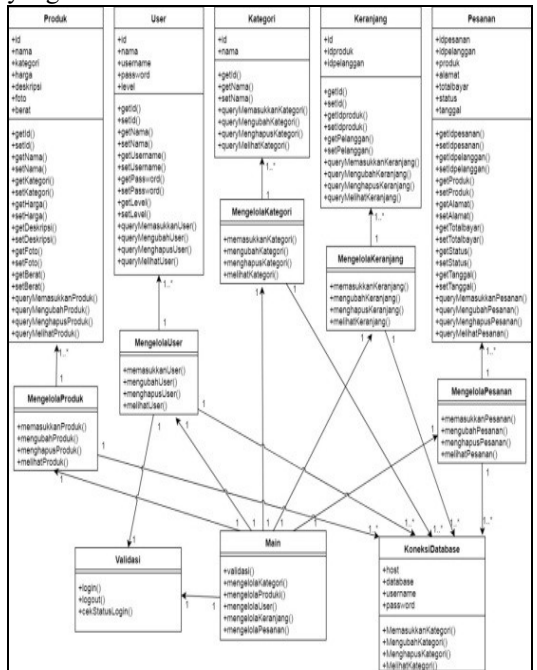 Produk
+id
+nama
+kategori
+harga
+deskripsi
+foto
+berat
+getId()
+setId()
+getNama()
+setNama()
+getKategori()
+setKategori()
+getHarga()
+setHarga()
+getDeskripsi()
+setDeskripsi()
+getFoto()
+setFoto()
+getBerat()
+setBerat()
+queryMemasukkanProduk()
+queryMengubahProduk()
+queryMenghapusProduk()
+queryMelihatProduk()
User
+id
+nama
+username
+password
+level
+getId()
+setId()
+getNama()
+setNama()
+getUsername()
+setUsername()
+getPassword()
+setPassword()
+getLevel()
+setLevel()
+queryMemasukkanUser()
+queryMengubahUser()
+queryMenghapusUser()
+queryMelihatUser()
Kategori
+id
+nama
+getId()
+getNama()
+setNama()
+queryMemasukkanKategori()
+queryMengubahKategori()
+queryMenghapusKategori()
+queryMelihatKategori()
Keranjang
+id
+idproduk
+idpelanggan
+getid()
+setid()
+getidproduk()
+setidproduk()
+getPelanggan()
+setPelanggan()
+queryMemasukkanKeranjang()
+queryMengubahKeranjang()
+queryMenghapusKeranjang()
+queryMelihatKeranjang()
Pesanan
+idpesanan
+idpelanggan
+produk
+alamat
+totalbayar
+status
+tanggal
+getidpesanan()
+setidpesanan()
+getidpelanggan()
+setidpelanggan()
+getProduk()
+setProduk()
+getAlamat()
+setAlamat()
+getTotalbayar()
+setTotalbayar()
+getStatus()
+setStatus()
+getTanggal()
+setTanggal()
+queryMemasukkanPesanan()
+queryMengubahPesanan()
+queryMenghapusPesanan()
+queryMelihatPesanan()
MengelolaKategori
+memasukkanKategori()
+mengubahKategori()
+menghapusKategori()
+melihatKategori()
MengelolaKeranjang
+memasukkanKeranjang()
+mengubahKeranjang()
+menghapusKeranjang()
+melihatKeranjang()
MengelolaUser
+memasukkanUser()
+mengubahUser()
+menghapusUser()
+melihatUser()
MengelolaProduk
+memasukkanProduk()
+mengubahProduk()
+menghapusProduk()
+melihatProduk()
MengelolaPesanan
+memasukkanPesanan()
+mengubahPesanan()
+menghapusPesanan()
+melihatPesanan()
Validasi
+login()
+logout()
+cekStatusLogin()
Main
+validasi()
+mengelolaKategori()
+mengelolaProduk()
+mengelolaUser()
+mengelolaKeranjang()
+mengelolaPesanan()
KoneksiDatabase
+host
+database
+username
+password
+MemasukkanKategori()
+MengubahKategori()
+MenghapusKategori()
+MelihatKategori()